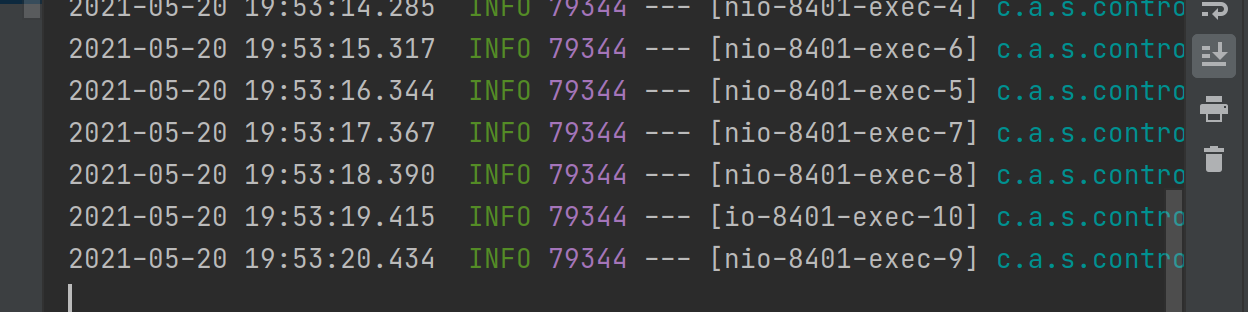 2021-05-20 19:53:14.285  INFO 79344 --- [nio-8401-exec-4] c.a.s.contro
2021-05-20 19:53:15.317  INFO 79344 --- [nio-8401-exec-6] c.a.s.contro
2021-05-20 19:53:16.344  INFO 79344 --- [nio-8401-exec-5] c.a.s.contro
2021-05-20 19:53:17.367  INFO 79344 --- [nio-8401-exec-7] c.a.s.contro
2021-05-20 19:53:18.390  INFO 79344 --- [nio-8401-exec-8] c.a.s.contro
2021-05-20 19:53:19.415  INFO 79344 --- [io-8401-exec-10] c.a.s.contro
2021-05-20 19:53:20.434  INFO 79344 --- [nio-8401-exec-9] c.a.s.contro